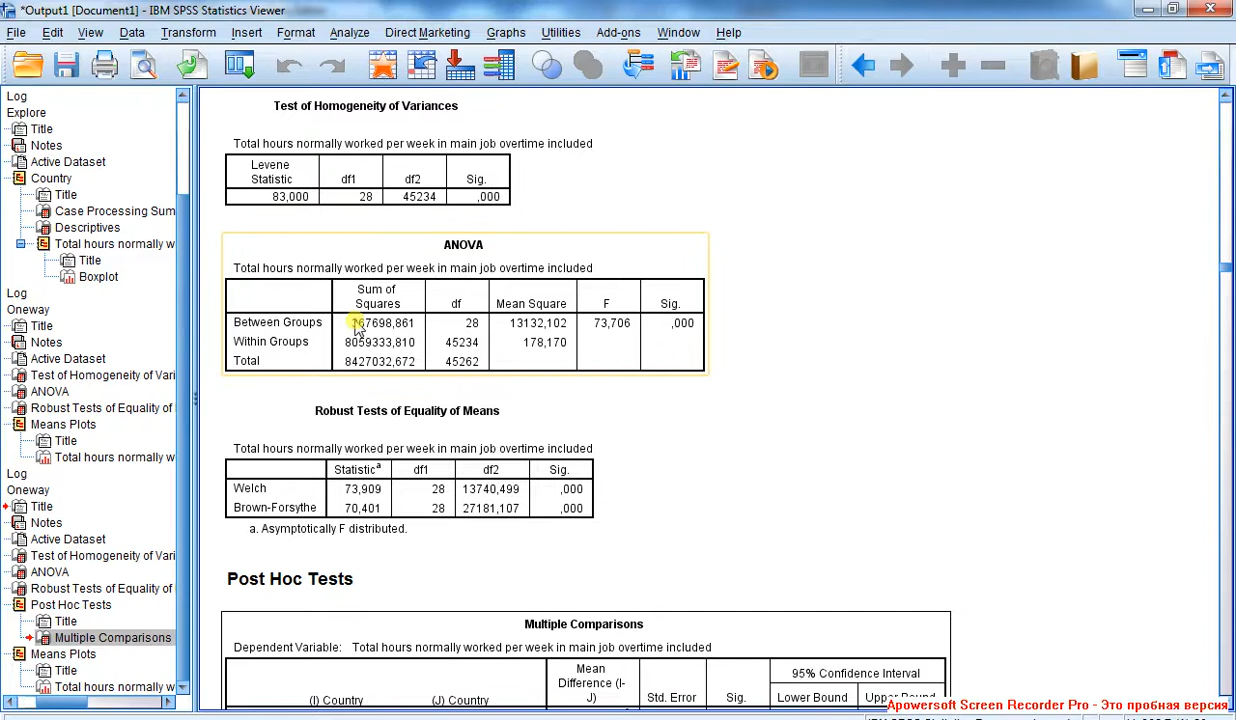 *Output1 [Document1] - IBM SPSS Statistics Viewer
File Edit View Data Transform Insert Format Analyze Direct Marketing Graphs Utilities Add-ons Window Help
Log
Explore
Title
Notes
Active Dataset
Country
Title
Case Processing Sum
Descriptives
Total hours normally w
Title
Boxplot
Log
Oneway
Title
Notes
Active Dataset
Test of Homogeneity of Vari
ANOVA
Robust Tests of Equality of
Means Plots
Title
Total hours normally w
Log
Oneway
Title
Notes
Active Dataset
Test of Homogeneity of Vari
ANOVA
Robust Tests of Equality of
Post Hoc Tests
Title
Multiple Comparisons
Means Plots
Title
Total hours normally w
Test of Homogeneity of Variances
Total hours normally worked per week in main job overtime included
Levene
Statistic df1 df2 Sig.
83,000 28 45234 ,000
ANOVA
Total hours normally worked per week in main job overtime included
Sum of
Squares df Mean Square F Sig.
Between Groups 367698,861 28 13132,102 73,706 ,000
Within Groups 8059333,810 45234 178,170
Total 8427032,672 45262
Robust Tests of Equality of Means
Total hours normally worked per week in main job overtime included
Statistic^a df1 df2 Sig.
Welch 73,909 28 13740,499 ,000
Brown-Forsythe 70,401 28 27181,107 ,000
a. Asymptotically F distributed.
Post Hoc Tests
Multiple Comparisons
Dependent Variable: Total hours normally worked per week in main job overtime included
Mean
Difference (I-
J)
95% Confidence Interval
(I) Country (J) Country Std. Error Sig. Lower Bound Upper Bound
Apowersoft Screen Recorder Pro - Это пробная версия